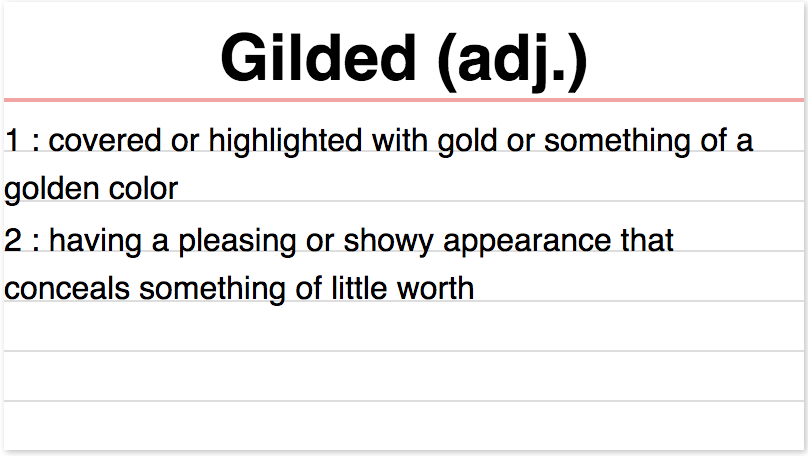 Gilded (adj.)
1 : covered or highlighted with gold or something of a
golden color
2 : having a pleasing or showy appearance that
conceals something of little worth